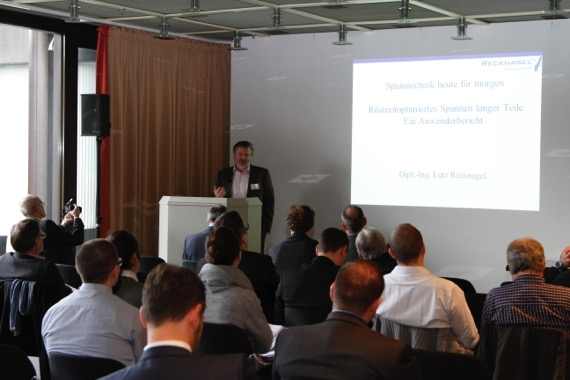 RECKNAGEL
Spanntechnik heute für morgen
Rüstzeitoptimiertes Spannen langer Teile
Ein Anwenderbericht
Dipl.-Ing. Lutz Recknagel